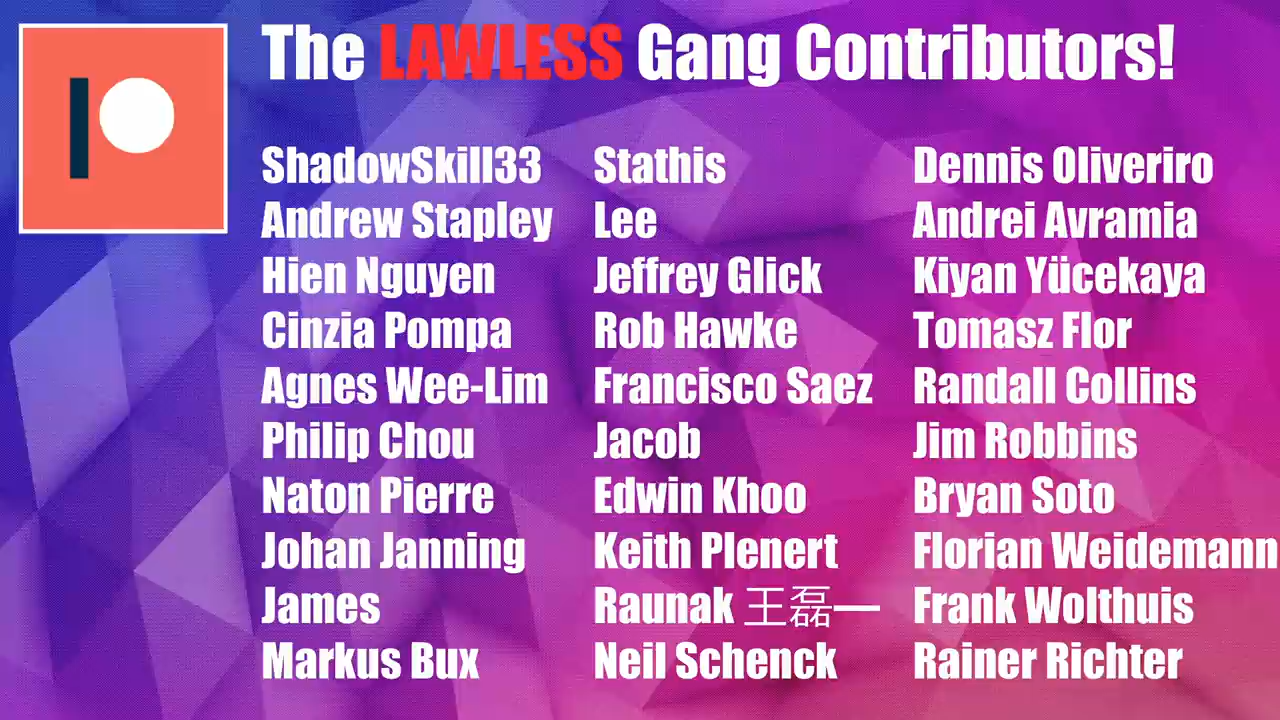 The LAWLESS Gang Contributors!
ShadowSkill33
Andrew Stapley
Hien Nguyen
Cinzia Pompa
Agnes Wee-Lim
Philip Chou
Naton Pierre
Johan Janning
James
Markus Bux
Stathis
Lee
Jeffrey Glick
Rob Hawke
Francisco Saez
Jacob
Edwin Khoo
Keith Plenert
Raunak 王磊一
Neil Schenck
Dennis Oliveriro
Andrei Avramia
Kiyan Yücekaya
Tomasz Flor
Randall Collins
Jim Robbins
Bryan Soto
Florian Weidemann
Frank Wolthuis
Rainer Richter